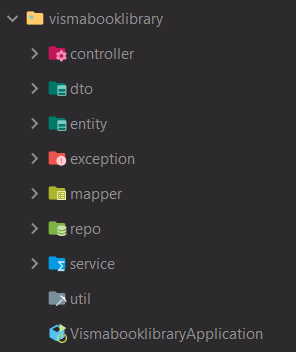 vismabooklibrary
controller
dto
entity
exception
mapper
repo
service
util
VismabooklibraryApplication